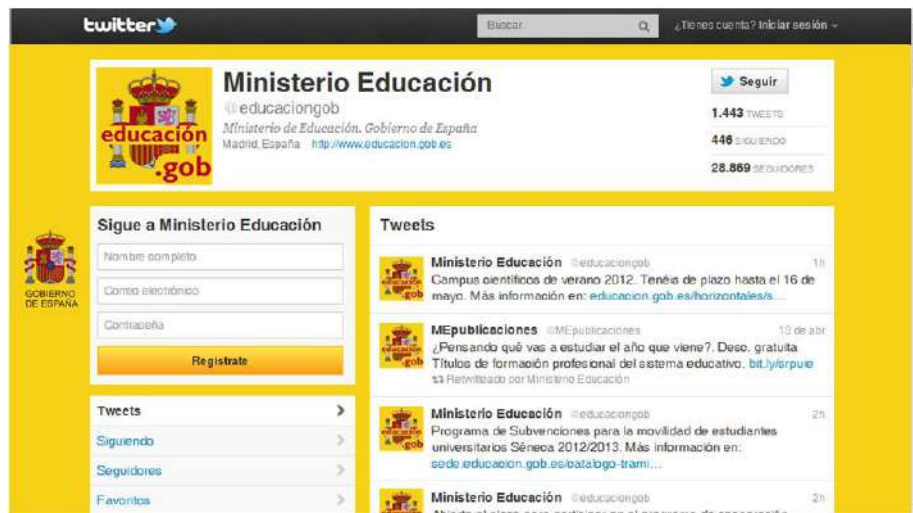 twitter
Buscar
¿Tienes cuenta? Iniciar sesión
educación
.gob
Ministerio Educación
@educaciongob
Ministerio de Educación. Gobierno de España
Madrid, España http://www.educacion.gob.es
Seguir
1.443 TWEETS
446 SIGUIENDO
28.869 SEGUIDORES
GOBIERNO
DE ESPAÑA
Sigue a Ministerio Educación
Nombre completo
Correo electrónico
Contraseña
Regístrate
Tweets
Siguiendo
Seguidores
Favoritos
Tweets
Ministerio Educación @educaciongob 1h
Campus científicos de verano 2012. Tenéis de plazo hasta el 16 de
mayo. Más información en: educacion.gob.es/horizontales/s...
MEpublicaciones @MEpublicaciones 13 de abr
¿Pensando qué vas a estudiar el año que viene?. Desc. gratuita
Títulos de formación profesional del sistema educativo.
Retwitteado por Ministerio Educación
Ministerio Educación @educaciongob 2h
Programa de Subvenciones para la movilidad de estudiantes
universitarios Séneca 2012/2013. Más información en:
sede.educacion.gob.es/catalogo-trami...
Ministerio Educación @educaciongob 2h